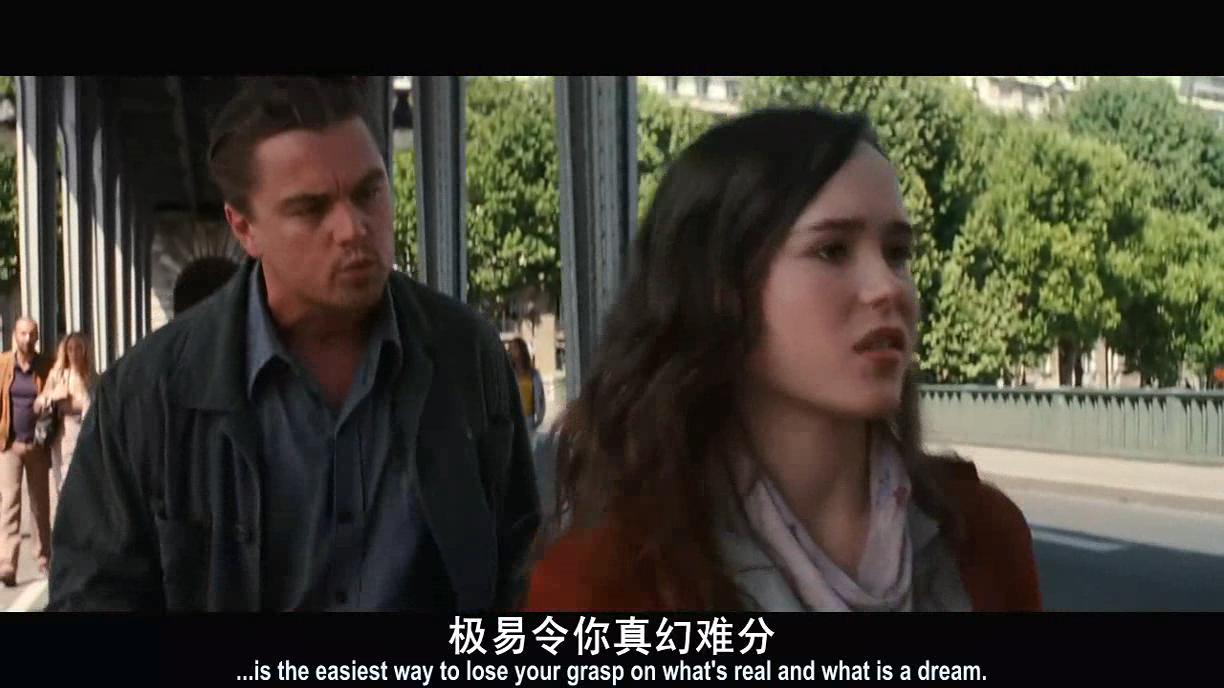 极易令你真幻难分
...is the easiest way to lose your grasp on what's real and what is a dream.